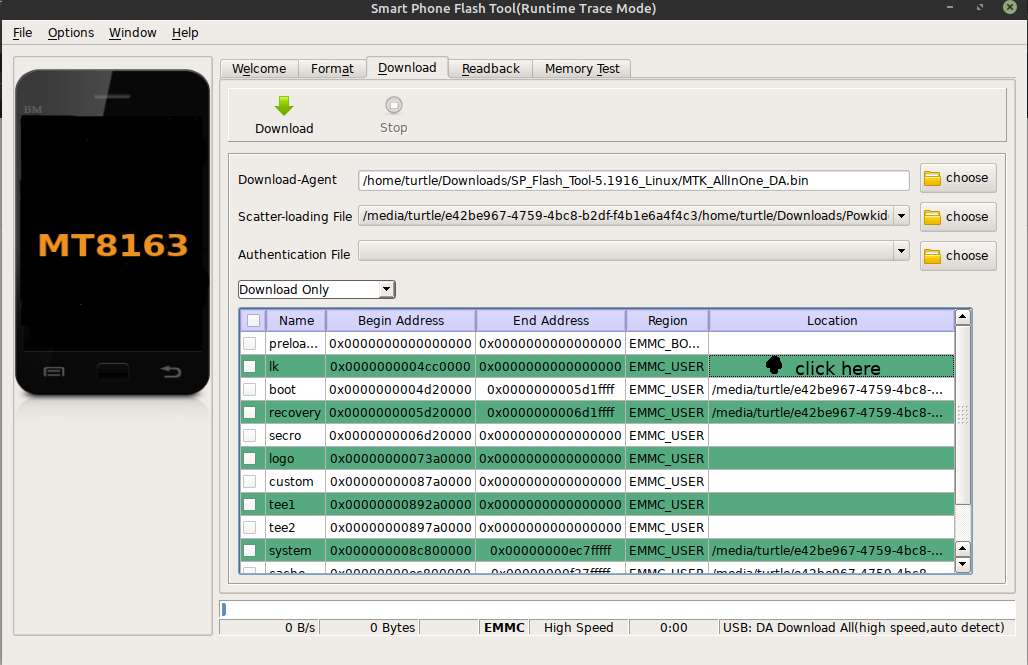 Smart Phone Flash Tool(Runtime Trace Mode)
File Options Window Help
Welcome Format Download Readback Memory Test
BM
MT8163
Download Stop
Download-Agent /home/turtle/Downloads/SP_Flash_Tool-5.1916_Linux/MTK_AllInOne_DA.bin choose
Scatter-loading File /media/turtle/e42be967-4759-4bc8-b2df-f4b1e6a4f4c3/home/turtle/Downloads/Powkid choose
Authentication File choose
Download Only
Name Begin Address End Address Region Location
preloa... 0x0000000000000000 0x0000000000000000 EMMC_BO...
lk 0x0000000004cc0000 0x0000000000000000 EMMC_USER click here
boot 0x0000000004d20000 0x0000000005d1ffff EMMC_USER /media/turtle/e42be967-4759-4bc8-...
recovery 0x0000000005d20000 0x0000000006d1ffff EMMC_USER /media/turtle/e42be967-4759-4bc8-...
secro 0x0000000006d20000 0x0000000000000000 EMMC_USER
logo 0x00000000073a0000 0x0000000000000000 EMMC_USER
custom 0x00000000087a0000 0x0000000000000000 EMMC_USER
tee1 0x00000000892a0000 0x0000000000000000 EMMC_USER
tee2 0x00000000897a0000 0x0000000000000000 EMMC_USER
system 0x000000008c800000 0x00000000ec7fffff EMMC_USER /media/turtle/e42be967-4759-4bc8-...
cache 0x00000000ec800000 0x00000000f37fffff EMMC_USER /media/turtle/e42be967-4759-4bc8-...
0 B/s 0 Bytes EMMC High Speed 0:00 USB: DA Download All(high speed,auto detect)